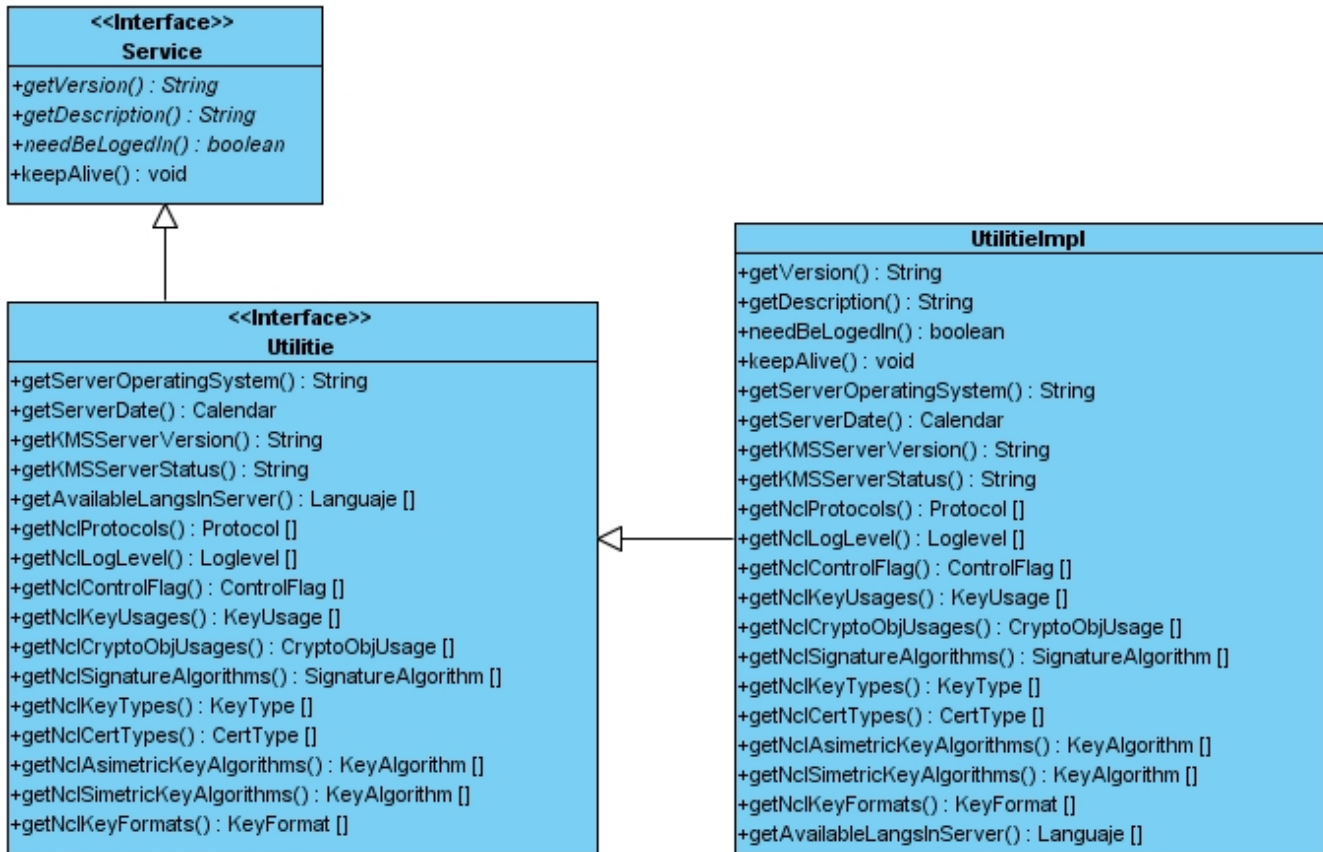 <<Interface>>
Service
+getVersion() : String
+getDescription() : String
+needBeLogedIn() : boolean
+keepAlive() : void
<<Interface>>
Utilitie
+getServerOperatingSystem() : String
+getServerDate() : Calendar
+getKMSServerVersion() : String
+getKMSServerStatus() : String
+getAvailableLangsInServer() : Languaje []
+getNclProtocols() : Protocol []
+getNclLogLevel() : Loglevel []
+getNclControlFlag() : ControlFlag []
+getNclKeyUsages() : KeyUsage []
+getNclCryptoObjUsages() : CryptoObjUsage []
+getNclSignatureAlgorithms() : SignatureAlgorithm []
+getNclKeyTypes() : KeyType []
+getNclCertTypes() : CertType []
+getNclAsimetricKeyAlgorithms() : KeyAlgorithm []
+getNclSimetricKeyAlgorithms() : KeyAlgorithm []
+getNclKeyFormats() : KeyFormat []
UtilitieImpl
+getVersion() : String
+getDescription() : String
+needBeLogedIn() : boolean
+keepAlive() : void
+getServerOperatingSystem() : String
+getServerDate() : Calendar
+getKMSServerVersion() : String
+getKMSServerStatus() : String
+getNclProtocols() : Protocol []
+getNclLogLevel() : Loglevel []
+getNclControlFlag() : ControlFlag []
+getNclKeyUsages() : KeyUsage []
+getNclCryptoObjUsages() : CryptoObjUsage []
+getNclSignatureAlgorithms() : SignatureAlgorithm []
+getNclKeyTypes() : KeyType []
+getNclCertTypes() : CertType []
+getNclAsimetricKeyAlgorithms() : KeyAlgorithm []
+getNclSimetricKeyAlgorithms() : KeyAlgorithm []
+getNclKeyFormats() : KeyFormat []
+getAvailableLangsInServer() : Languaje []